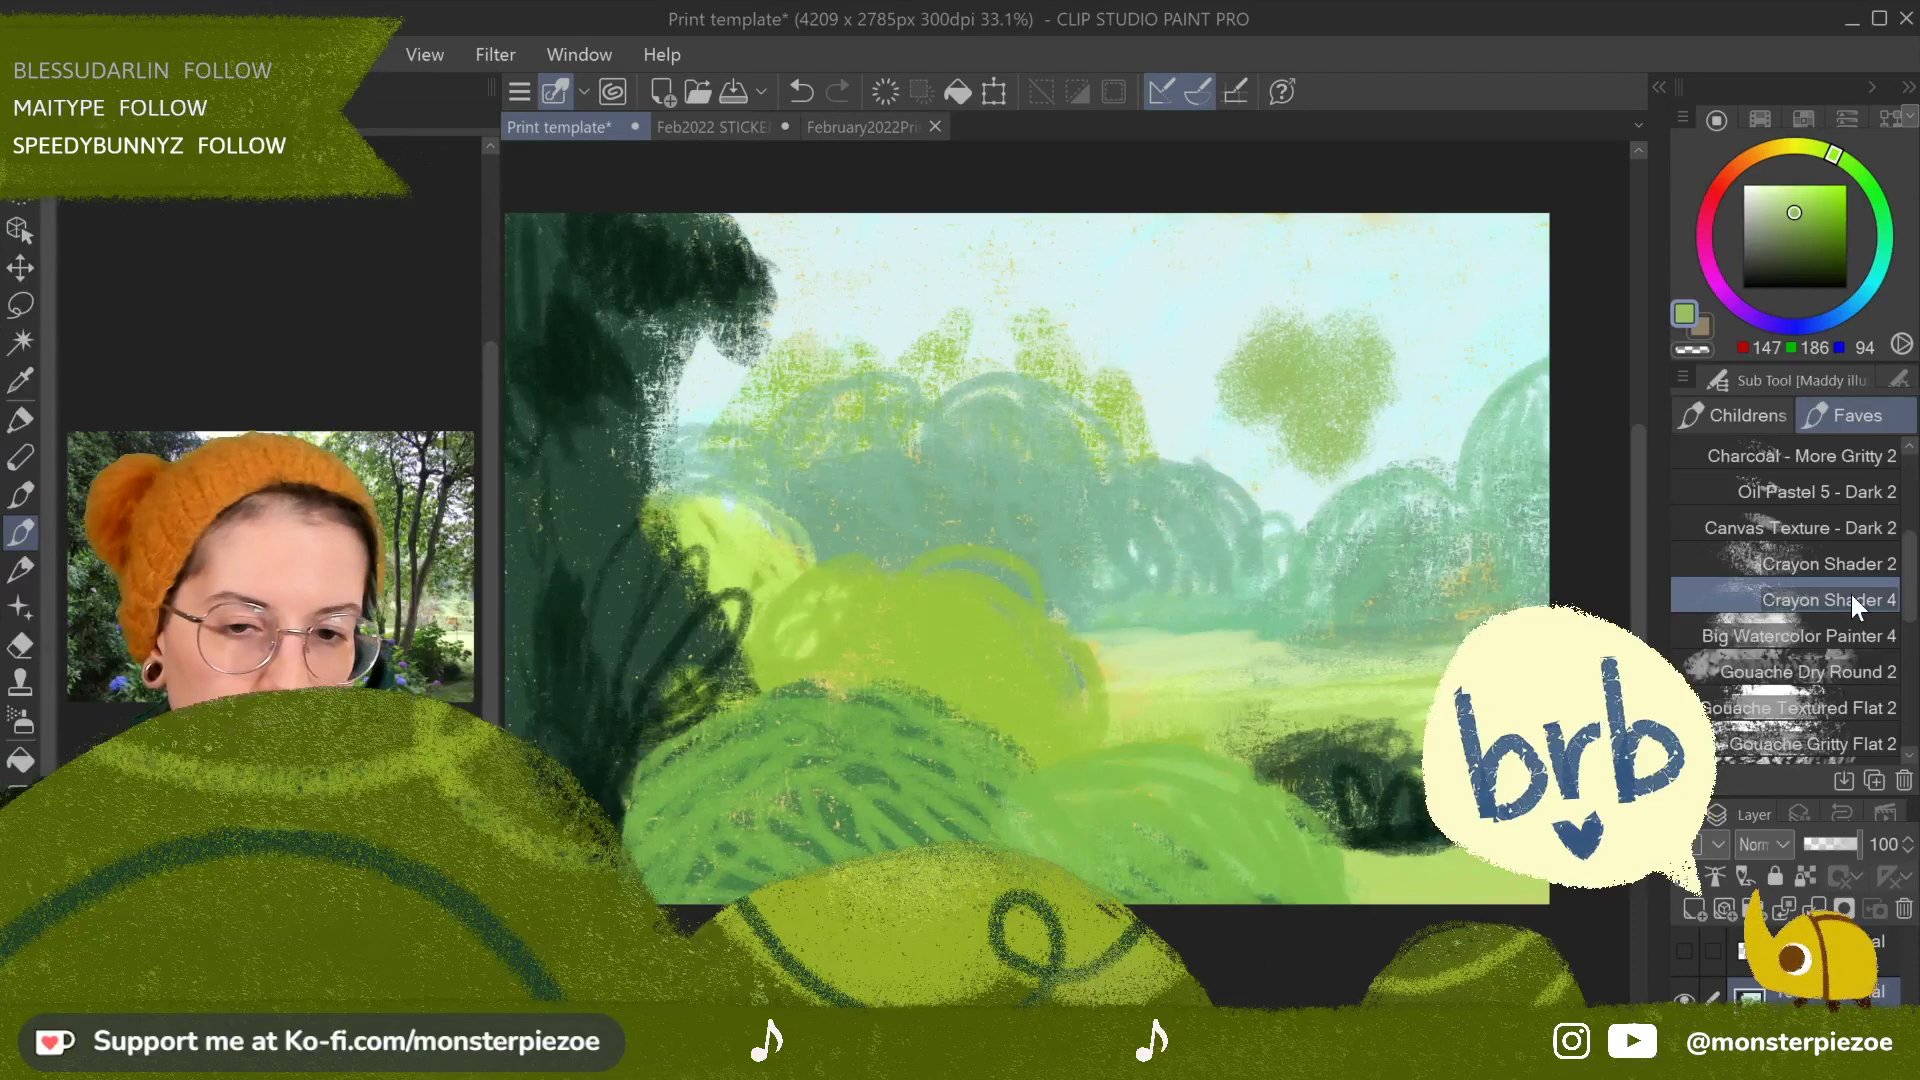 Print template* (4209 x 2785px 300dpi 33.1%) - CLIP STUDIO PAINT PRO
View Filter Window Help
BLESSUDARLIN FOLLOW
MAITYPE FOLLOW
SPEEDYBUNNYZ FOLLOW
Print template* Feb2022 STICKE February2022Pri
147 186 94
Sub Tool [Maddy illu
Childrens Faves
Charcoal - More Gritty 2
Oil Pastel 5 - Dark 2
Canvas Texture - Dark 2
Crayon Shader 2
Crayon Shader 4
Big Watercolor Painter 4
Gouache Dry Round 2
Gouache Textured Flat 2
Gouache Gritty Flat 2
brb
Layer
Norm 100
Support me at Ko-fi.com/monsterpiezoe
@monsterpiezoe